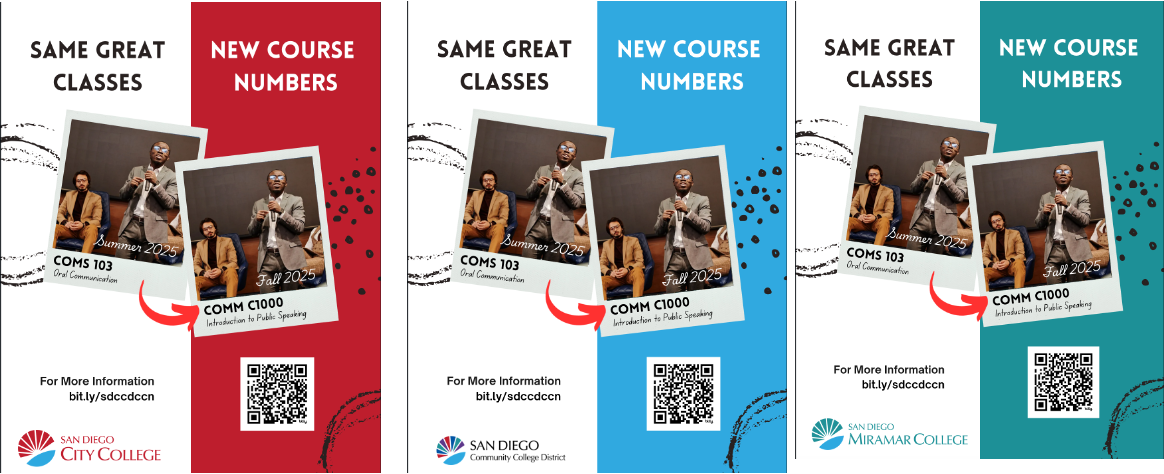 SAME GREAT
CLASSES
NEW COURSE
NUMBERS
Summer 2025
COMS 103
Oral Communication
Fall 2025
COMM C1000
Introduction to Public Speaking
For More Information
bit.ly/sdccdccn
SAN DIEGO
CITY COLLEGE
SAME GREAT
CLASSES
NEW COURSE
NUMBERS
Summer 2025
COMS 103
Oral Communication
Fall 2025
COMM C1000
Introduction to Public Speaking
For More Information
bit.ly/sdccdccn
SAN DIEGO
Community College District
SAME GREAT
CLASSES
NEW COURSE
NUMBERS
Summer 2025
COMS 103
Oral Communication
Fall 2025
COMM C1000
Introduction to Public Speaking
For More Information
bit.ly/sdccdccn
SAN DIEGO
MIRAMAR COLLEGE